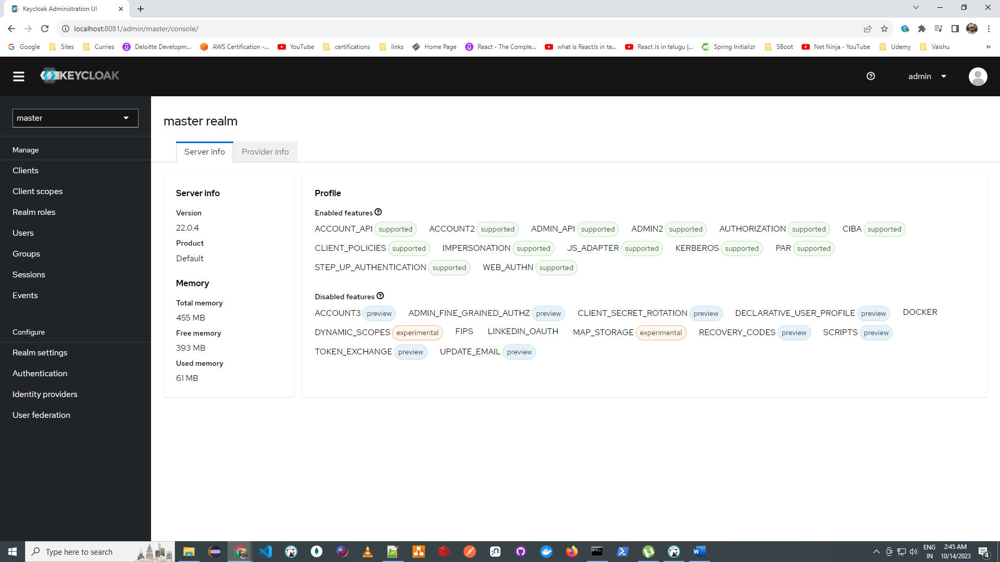 Keycloak Administration UI
localhost:8081/admin/master/console/
Google Sites Curries Deloitte Developm... AWS Certification -... YouTube certifications links Home Page React - The Comple... what is ReactJs in te... React Js in telugu |... Spring Initializr SBoot Net Ninja - YouTube Udemy Vaishu »
KEYCLOAK
admin
master
Manage
Clients
Client scopes
Realm roles
Users
Groups
Sessions
Events
Configure
Realm settings
Authentication
Identity providers
User federation
master realm
Server info Provider info
Server info
Version
22.0.4
Product
Default
Memory
Total memory
455 MB
Free memory
393 MB
Used memory
61 MB
Profile
Enabled features
ACCOUNT_API supported ACCOUNT2 supported ADMIN_API supported ADMIN2 supported AUTHORIZATION supported CIBA supported
CLIENT_POLICIES supported IMPERSONATION supported JS_ADAPTER supported KERBEROS supported PAR supported
STEP_UP_AUTHENTICATION supported WEB_AUTHN supported
Disabled features
ACCOUNT3 preview ADMIN_FINE_GRAINED_AUTHZ preview CLIENT_SECRET_ROTATION preview DECLARATIVE_USER_PROFILE preview DOCKER
DYNAMIC_SCOPES experimental FIPS LINKEDIN_OAUTH MAP_STORAGE experimental RECOVERY_CODES preview SCRIPTS preview
TOKEN_EXCHANGE preview UPDATE_EMAIL preview
Type here to search
ENG
IN
2:45 AM
10/14/2023
4